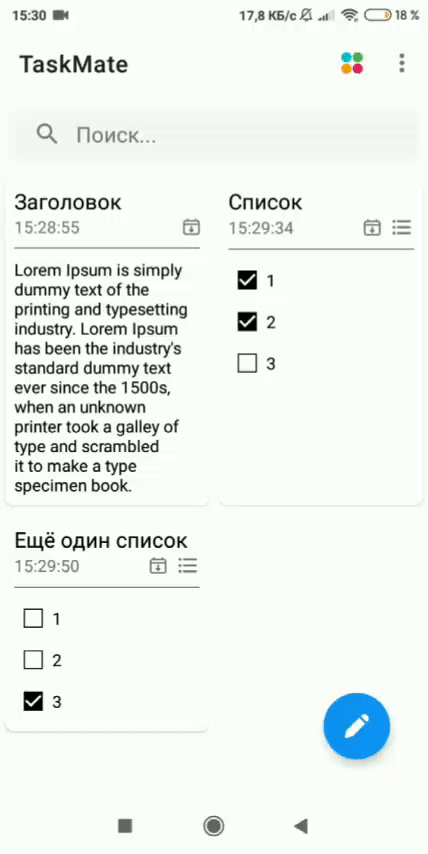 15:30 17,8 КБ/с 18 %
TaskMate
Поиск...
Заголовок
15:28:55
Lorem Ipsum is simply
dummy text of the
printing and typesetting
industry. Lorem Ipsum
has been the industry's
standard dummy text
ever since the 1500s,
when an unknown
printer took a galley of
type and scrambled
it to make a type
specimen book.
Список
15:29:34
1
2
3
Ещё один список
15:29:50
1
2
3